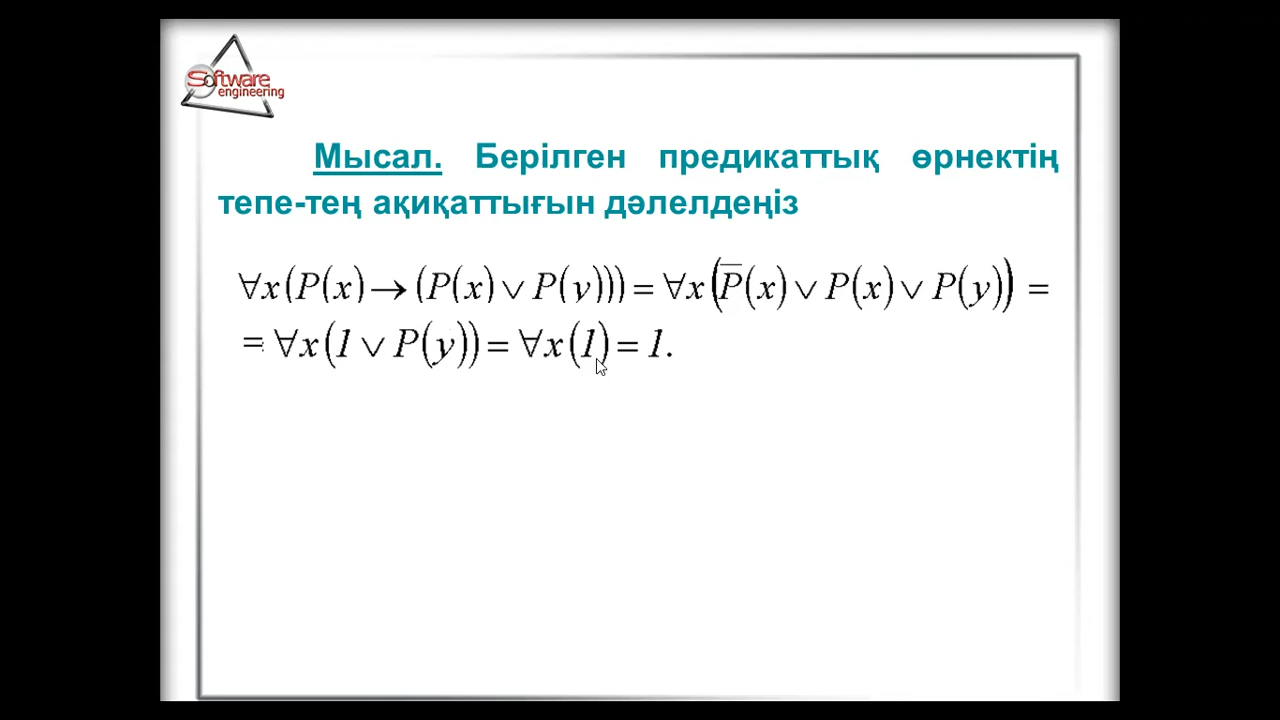 Software
engineering
Мысал. Берілген предикаттық өрнектің
тепе-тең ақиқаттығын дәлелдеңіз
∀x(P(x)→(P(x)∨P(y)))=∀x(P̅(x)∨P(x)∨P(y))=
=∀x(1∨P(y))=∀x(1)=1.